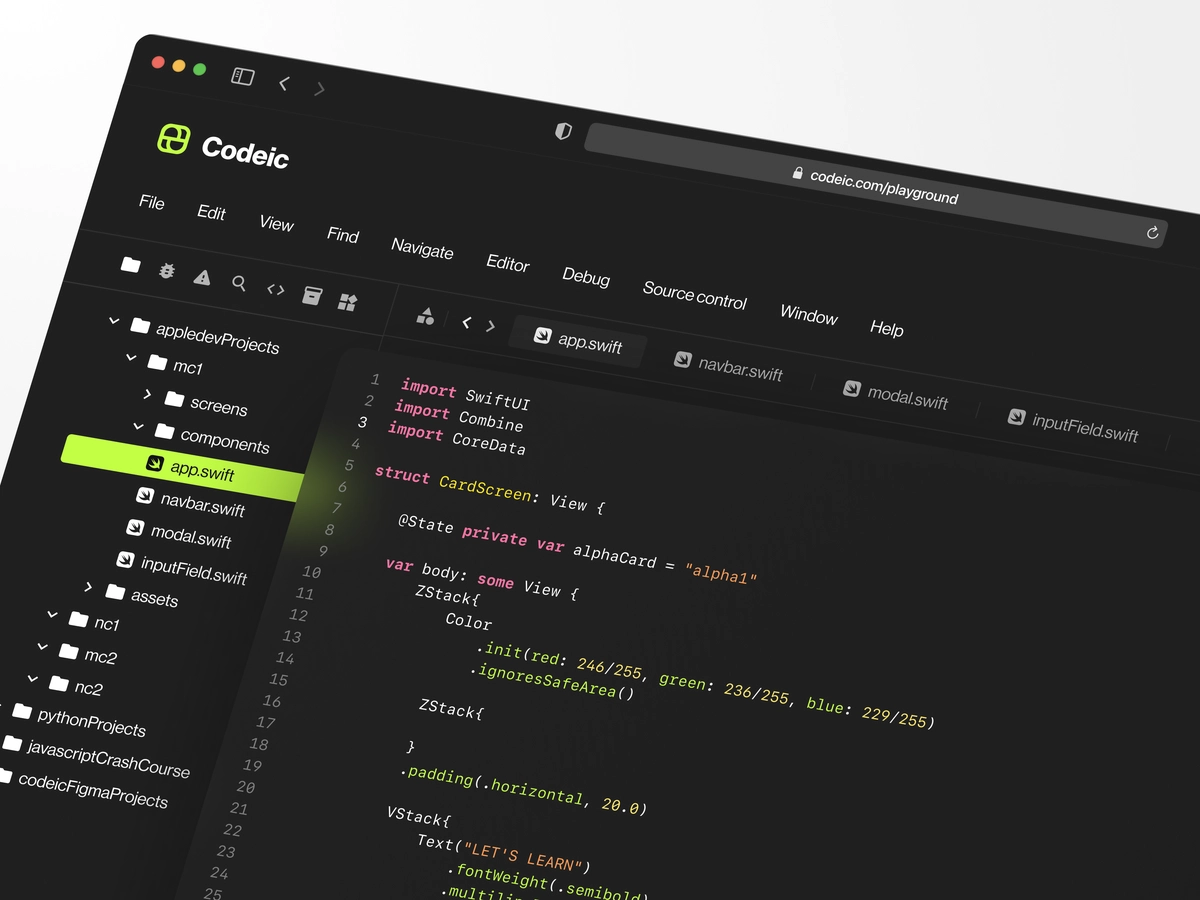 codeic.com/playground
Codeic
File Edit View Find Navigate Editor Debug Source control Window Help
app.swift navbar.swift modal.swift inputField.swift
appledevProjects
mc1
screens
components
app.swift
navbar.swift
modal.swift
inputField.swift
assets
nc1
mc2
nc2
pythonProjects
javascriptCrashCourse
codeicFigmaProjects
1 import SwiftUI
2 import Combine
3 import CoreData
4
5 struct CardScreen: View {
6
7 @State private var alphaCard = "alpha1"
8
9 var body: some View {
10 ZStack{
11 Color
12 .init(red: 246/255, green: 236/255, blue: 229/255)
13 .ignoresSafeArea()
14
15 ZStack{
16
17 }
18 .padding(.horizontal, 20.0)
19
20 VStack{
21 Text("LET'S LEARN")
22 .fontWeight(.semibold)
23
24
25